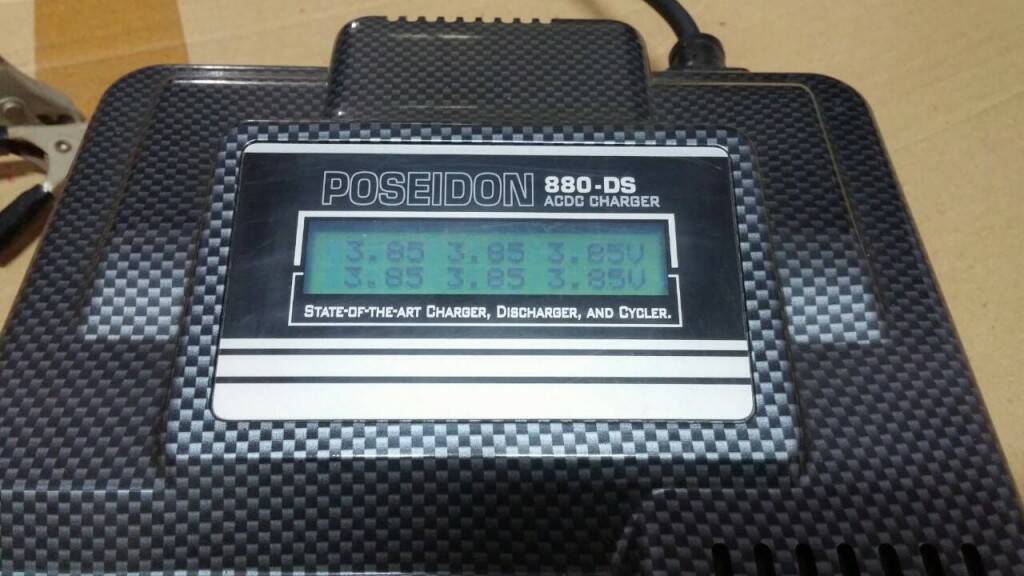 POSEIDON 880-DS
ACDC CHARGER
3.85 3.85 3.85V
3.85 3.85 3.85V
STATE-OF-THE-ART CHARGER, DISCHARGER, AND CYCLER.